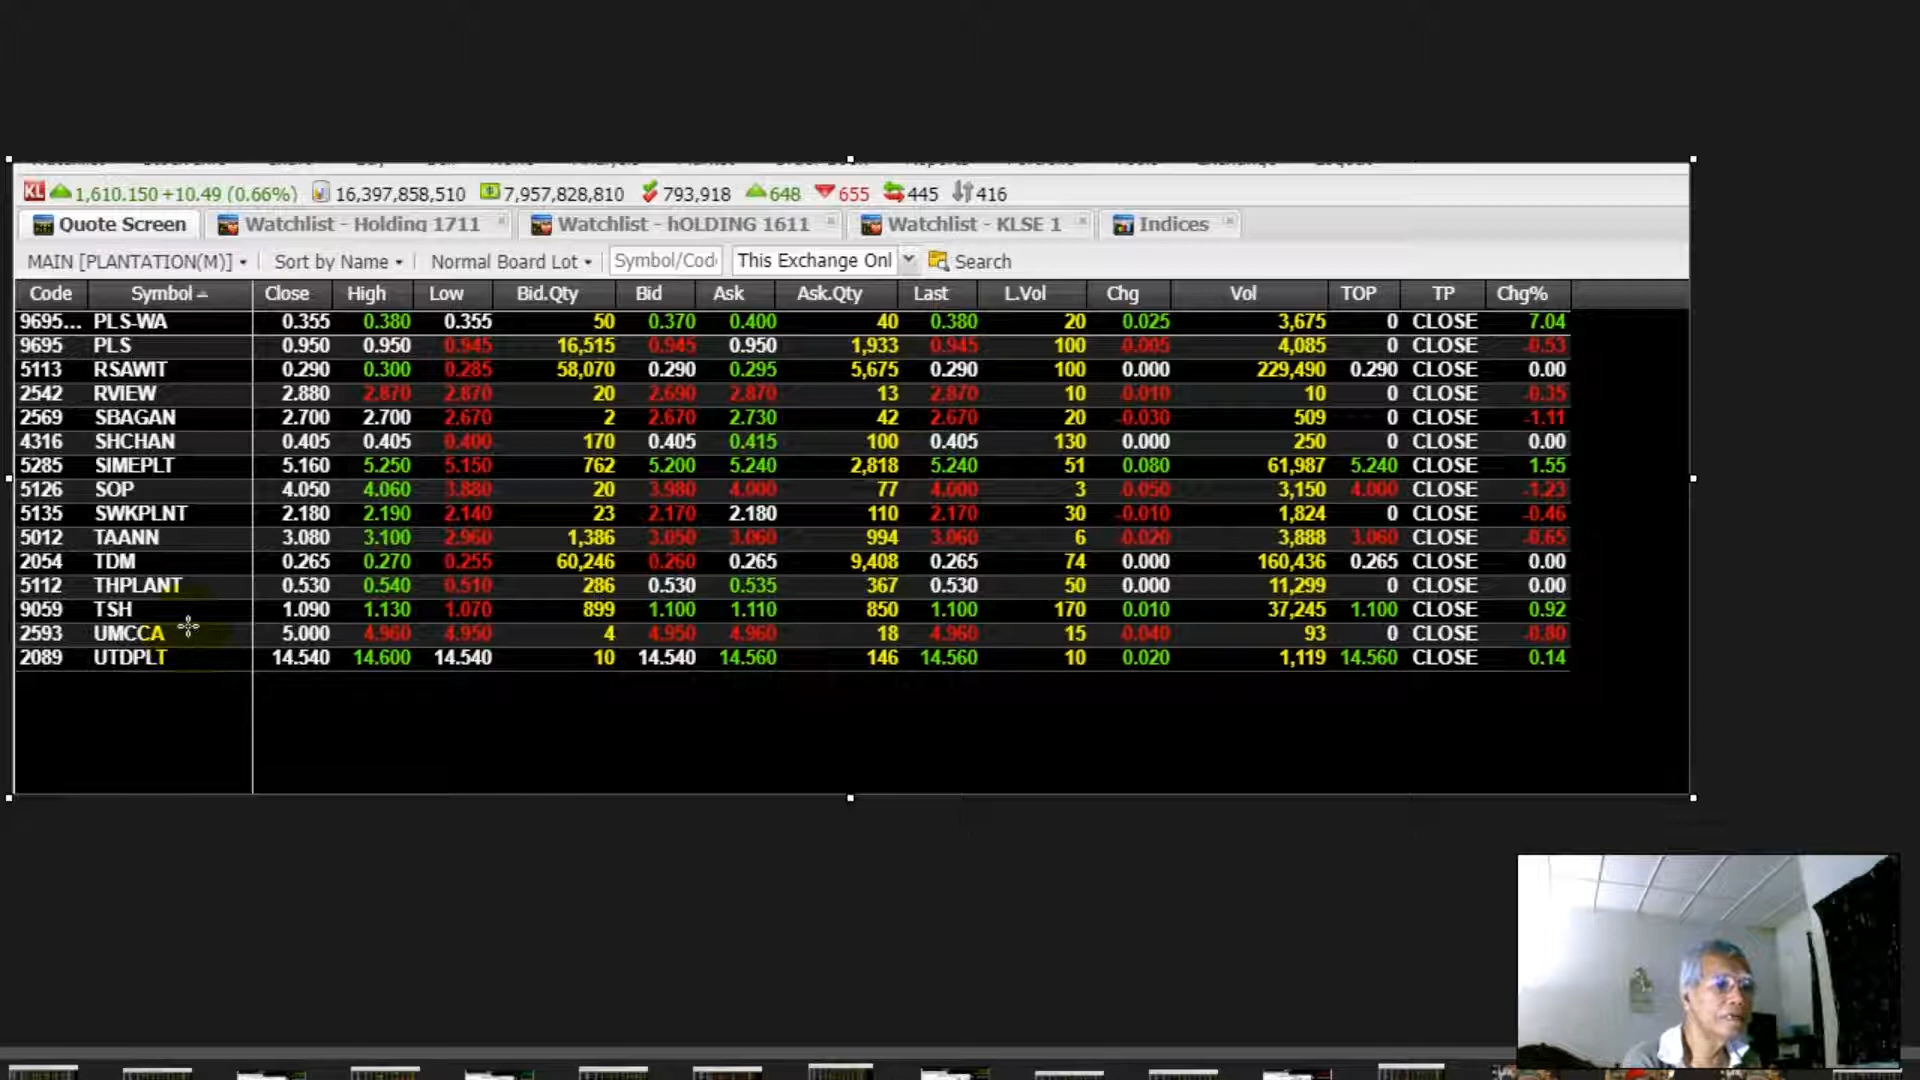 KL 1,610.150 +10.49 (0.66%) 16,397,858,510 7,957,828,810 793,918 648 655 445 416
Quote Screen Watchlist - Holding 1711 Watchlist - hOLDING 1611 Watchlist - KLSE 1 Indices
MAIN [PLANTATION(M)] Sort by Name Normal Board Lot Symbol/Cod This Exchange Onl Search
Code Symbol Close High Low Bid.Qty Bid Ask Ask.Qty Last L.Vol Chg Vol TOP TP Chg%
9695... PLS-WA 0.355 0.380 0.355 50 0.370 0.400 40 0.380 20 0.025 3,675 0 CLOSE 7.04
9695 PLS 0.950 0.950 0.945 16,515 0.945 0.950 1,933 0.945 100 -0.005 4,085 0 CLOSE -0.53
5113 RSAWIT 0.290 0.300 0.285 58,070 0.290 0.295 5,675 0.290 100 0.000 229,490 0.290 CLOSE 0.00
2542 RVIEW 2.880 2.870 2.870 20 2.690 2.870 13 2.870 10 -0.010 10 0 CLOSE -0.35
2569 SBAGAN 2.700 2.700 2.670 2 2.670 2.730 42 2.670 20 -0.030 509 0 CLOSE -1.11
4316 SHCHAN 0.405 0.405 0.400 170 0.405 0.415 100 0.405 130 0.000 250 0 CLOSE 0.00
5285 SIMEPLT 5.160 5.250 5.150 762 5.200 5.240 2,818 5.240 51 0.080 61,987 5.240 CLOSE 1.55
5126 SOP 4.050 4.060 3.880 20 3.980 4.000 77 4.000 3 -0.050 3,150 4.000 CLOSE -1.23
5135 SWKPLNT 2.180 2.190 2.140 23 2.170 2.180 110 2.170 30 -0.010 1,824 0 CLOSE -0.46
5012 TAANN 3.080 3.100 2.960 1,386 3.050 3.060 994 3.060 6 -0.020 3,888 3.060 CLOSE -0.65
2054 TDM 0.265 0.270 0.255 60,246 0.260 0.265 9,408 0.265 74 0.000 160,436 0.265 CLOSE 0.00
5112 THPLANT 0.530 0.540 0.510 286 0.530 0.535 367 0.530 50 0.000 11,299 0 CLOSE 0.00
9059 TSH 1.090 1.130 1.070 899 1.100 1.110 850 1.100 170 0.010 37,245 1.100 CLOSE 0.92
2593 UMCCA 5.000 4.960 4.950 4 4.950 4.960 18 4.960 15 -0.040 93 0 CLOSE -0.80
2089 UTDPLT 14.540 14.600 14.540 10 14.540 14.560 146 14.560 10 0.020 1,119 14.560 CLOSE 0.14